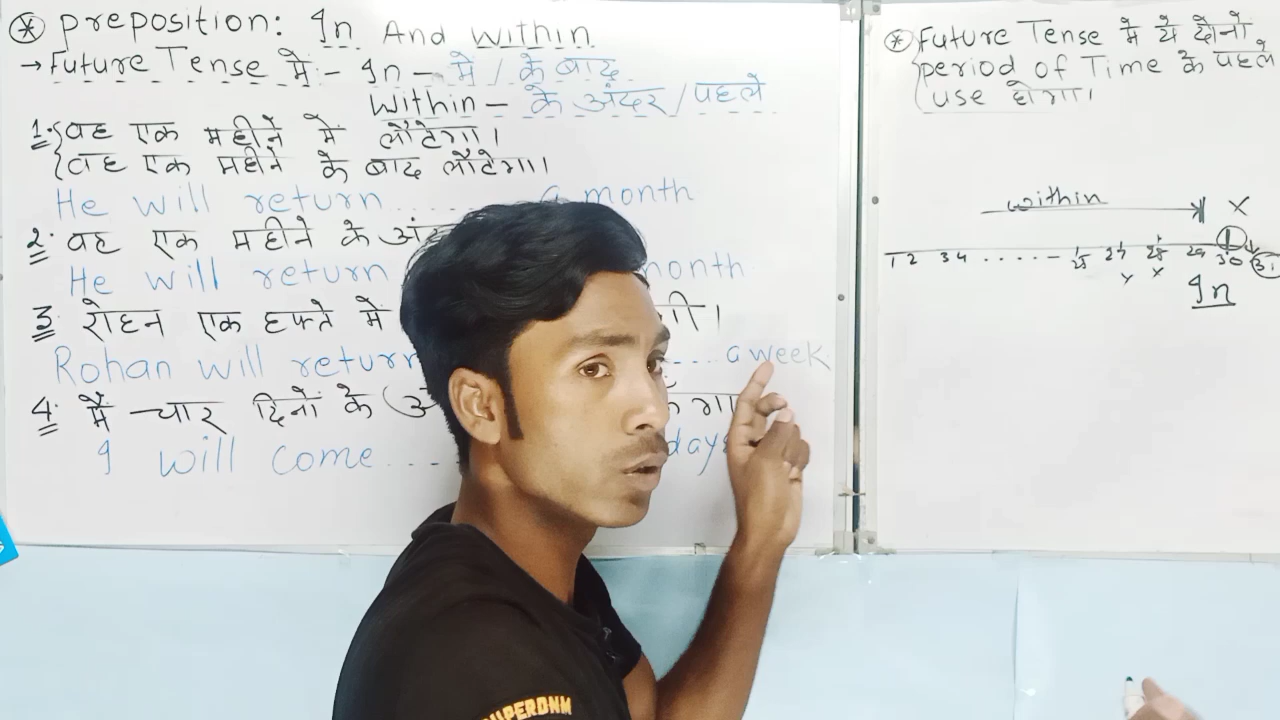 * preposition: In And within
→ Future Tense में:- In - में / के बाद
within - के अंदर / पहले
1. वह एक महीने में लौटेगा।
वह एक महीने के बाद लौटेगा।
He will return ...... a month
2. वह एक महीने के
He will return month
3. रोहन एक हफ्ते में
Rohan will return ... a week
4. मैं चार दिनों के
I will come .... days
* Future Tense में ये दोनों
period of Time के पहले
use होगा।
within X
1 2 3 4 ...... 25 27 28 29 30 31
In